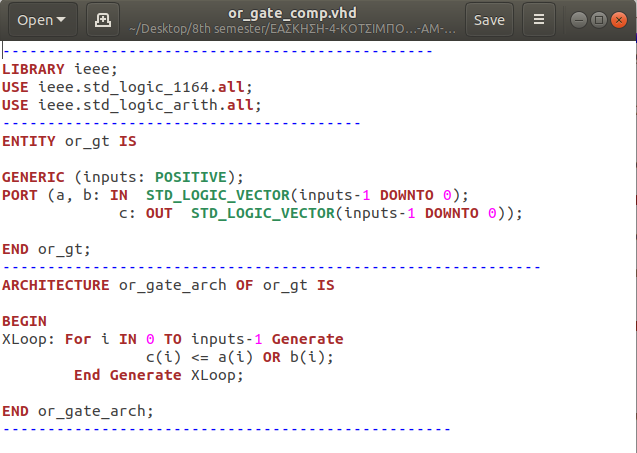 Open
or_gate_comp.vhd
~/Desktop/8th semester/ΕΑΣΚΗΣΗ-4-ΚΟΤΣΙΜΠΟ...-ΑΜ-...
Save
------------------------------------------------
LIBRARY ieee;
USE ieee.std_logic_1164.all;
USE ieee.std_logic_arith.all;
----------------------------------------
ENTITY or_gt IS
GENERIC (inputs: POSITIVE);
PORT (a, b: IN  STD_LOGIC_VECTOR(inputs-1 DOWNTO 0);
             c: OUT  STD_LOGIC_VECTOR(inputs-1 DOWNTO 0));
END or_gt;
------------------------------------------------------------
ARCHITECTURE or_gate_arch OF or_gt IS
BEGIN
XLoop: For i IN 0 TO inputs-1 Generate
                c(i) <= a(i) OR b(i);
        End Generate XLoop;
END or_gate_arch;
--------------------------------------------------